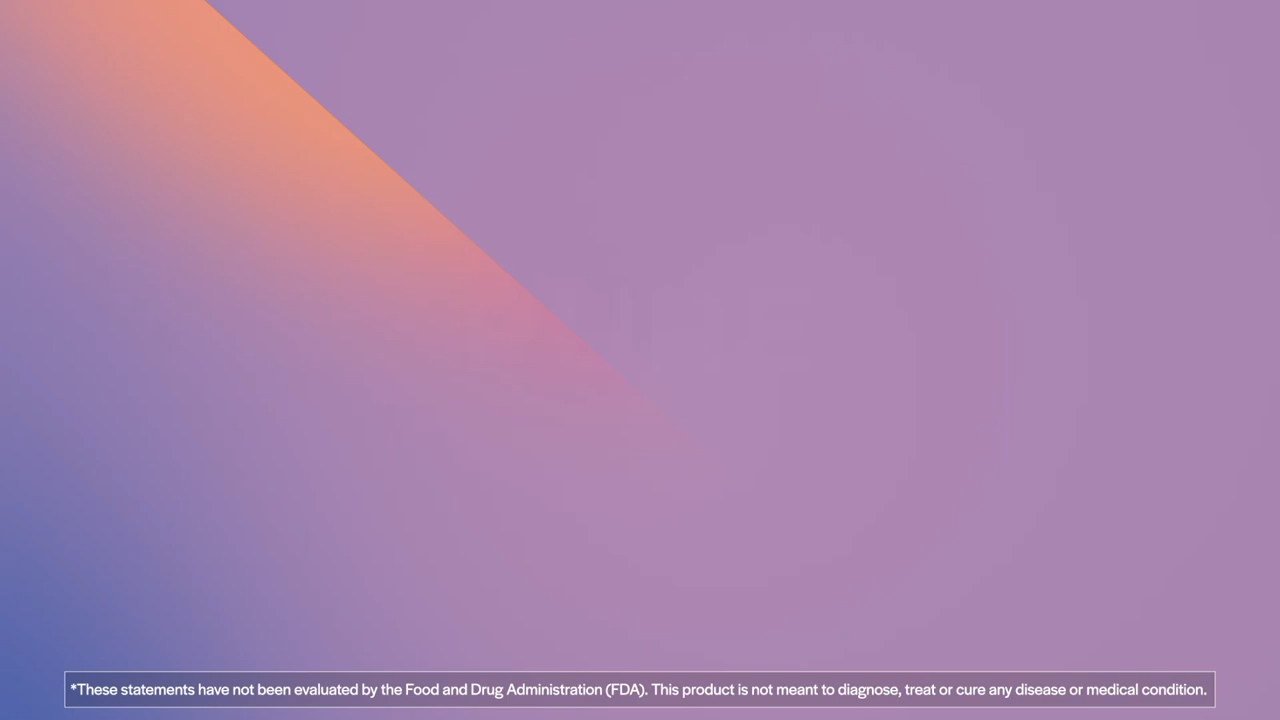 *These statements have not been evaluated by the Food and Drug Administration (FDA). This product is not meant to diagnose, treat or cure any disease or medical condition.